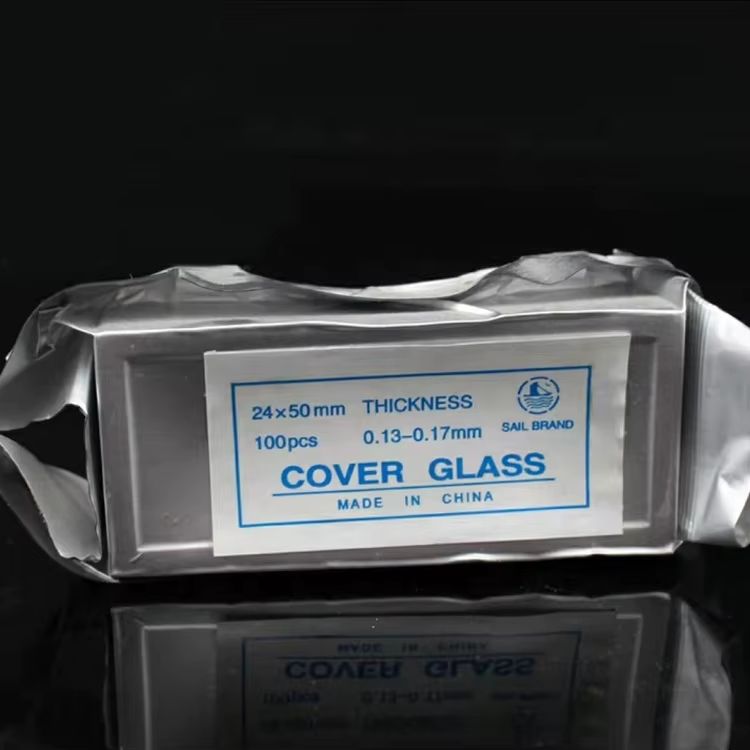 24×50mm THICKNESS
100pcs 0.13–0.17mm
SAIL BRAND
COVER GLASS
MADE IN CHINA